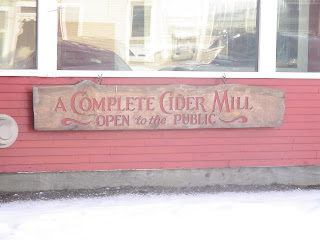 A COMPLETE CIDER MILL
OPEN to the PUBLIC